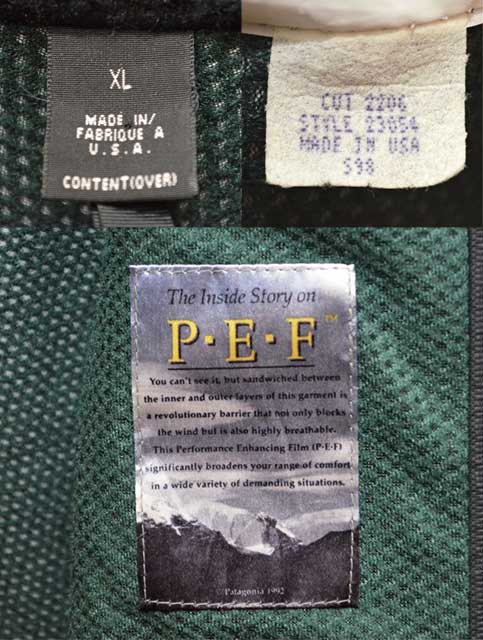 XL
MADE IN/
FABRIQUE A
U.S.A.
CONTENT(OVER)
CUT 2206
STYLE 23054
MADE IN USA
S98
The Inside Story on
P·E·F™
You can't see it, but sandwiched between
the inner and outer layers of this garment is
a revolutionary barrier that not only blocks
the wind but is also highly breathable.
This Performance Enhancing Film (P·E·F)
significantly broadens your range of comfort
in a wide variety of demanding situations.
©Patagonia 1992